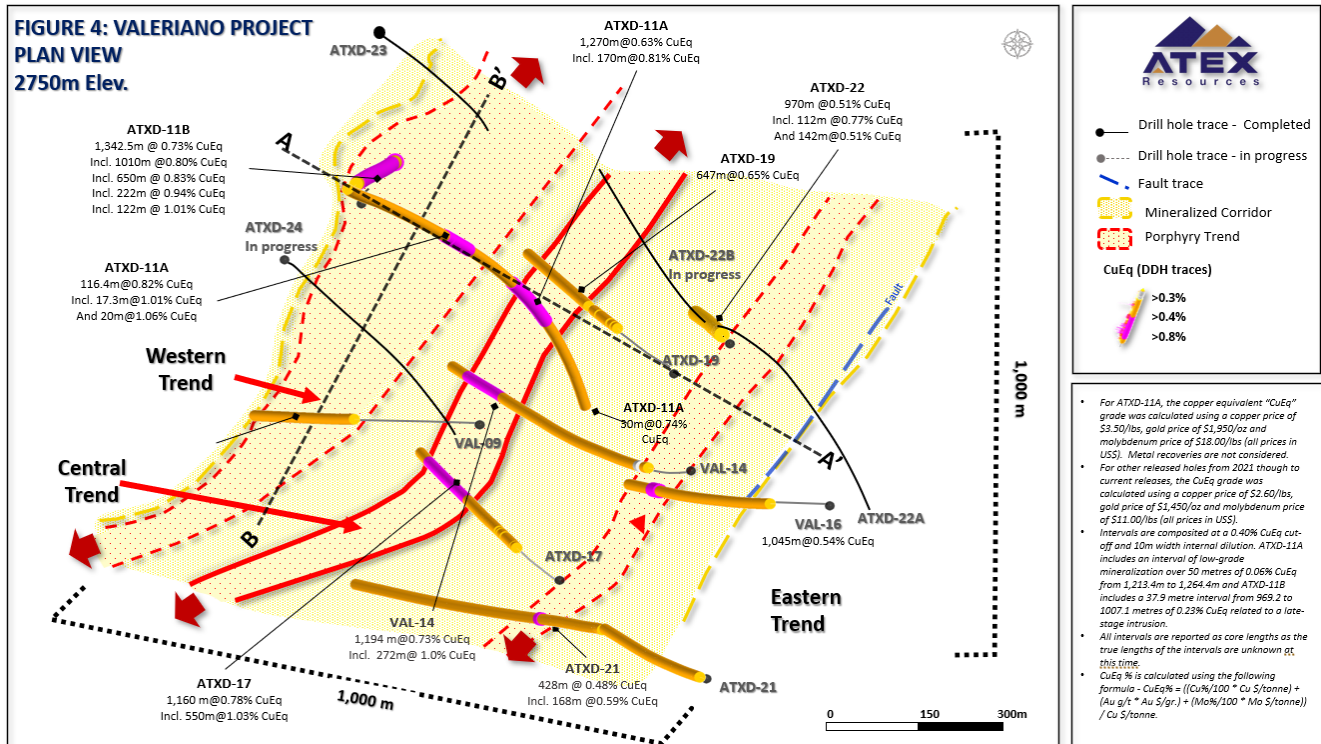 FIGURE 4: VALERIANO PROJECT
PLAN VIEW
2750m Elev.
ATXD-23
B'
ATXD-11A
1,270m@0.63% CuEq
Incl. 170m@0.81% CuEq
ATXD-22
970m @0.51% CuEq
Incl. 112m @0.77% CuEq
And 142m@0.51% CuEq
ATXD-11B
1,342.5m @ 0.73% CuEq
Incl. 1010m @0.80% CuEq
Incl. 650m @ 0.83% CuEq
Incl. 222m @ 0.94% CuEq
Incl. 122m @ 1.01% CuEq
A
ATXD-19
647m@0.65% CuEq
ATXD-24
In progress
ATXD-22B
In progress
ATXD-11A
116.4m@0.82% CuEq
Incl. 17.3m@1.01% CuEq
And 20m@1.06% CuEq
Fault
Western
Trend
ATXD-19
1,000 m
ATXD-11A
30m@0.74%
CuEq
VAL-09
A'
VAL-14
Central
Trend
VAL-16
1,045m@0.54% CuEq
ATXD-22A
B
ATXD-17
Eastern
Trend
VAL-14
1,194 m@0.73% CuEq
Incl. 272m@ 1.0% CuEq
ATXD-21
428m @ 0.48% CuEq
Incl. 168m @0.59% CuEq
ATXD-21
ATXD-17
1,160 m@0.78% CuEq
Incl. 550m@1.03% CuEq
1,000 m
0 150 300m
ATEX
Resources
Drill hole trace - Completed
Drill hole trace - in progress
Fault trace
Mineralized Corridor
Porphyry Trend
CuEq (DDH traces)
>0.3%
>0.4%
>0.8%
• For ATXD-11A, the copper equivalent “CuEq”
grade was calculated using a copper price of
$3.50/lbs, gold price of $1,950/oz and
molybdenum price of $18.00/lbs (all prices in
US$). Metal recoveries are not considered.
• For other released holes from 2021 though to
current releases, the CuEq grade was
calculated using a copper price of $2.60/lbs,
gold price of $1,450/oz and molybdenum price
of $11.00/lbs (all prices in US$).
• Intervals are composited at a 0.40% CuEq cut-
off and 10m width internal dilution. ATXD-11A
includes an interval of low-grade
mineralization over 50 metres of 0.06% CuEq
from 1,213.4m to 1,264.4m and ATXD-11B
includes a 37.9 metre interval from 969.2 to
1007.1 metres of 0.23% CuEq related to a late-
stage intrusion.
• All intervals are reported as core lengths as the
true lengths of the intervals are unknown at
this time.
• CuEq % is calculated using the following
formula - CuEq% = ((Cu%/100 * Cu $/tonne) +
(Au g/t * Au $/gr.) + (Mo%/100 * Mo $/tonne))
/ Cu $/tonne.